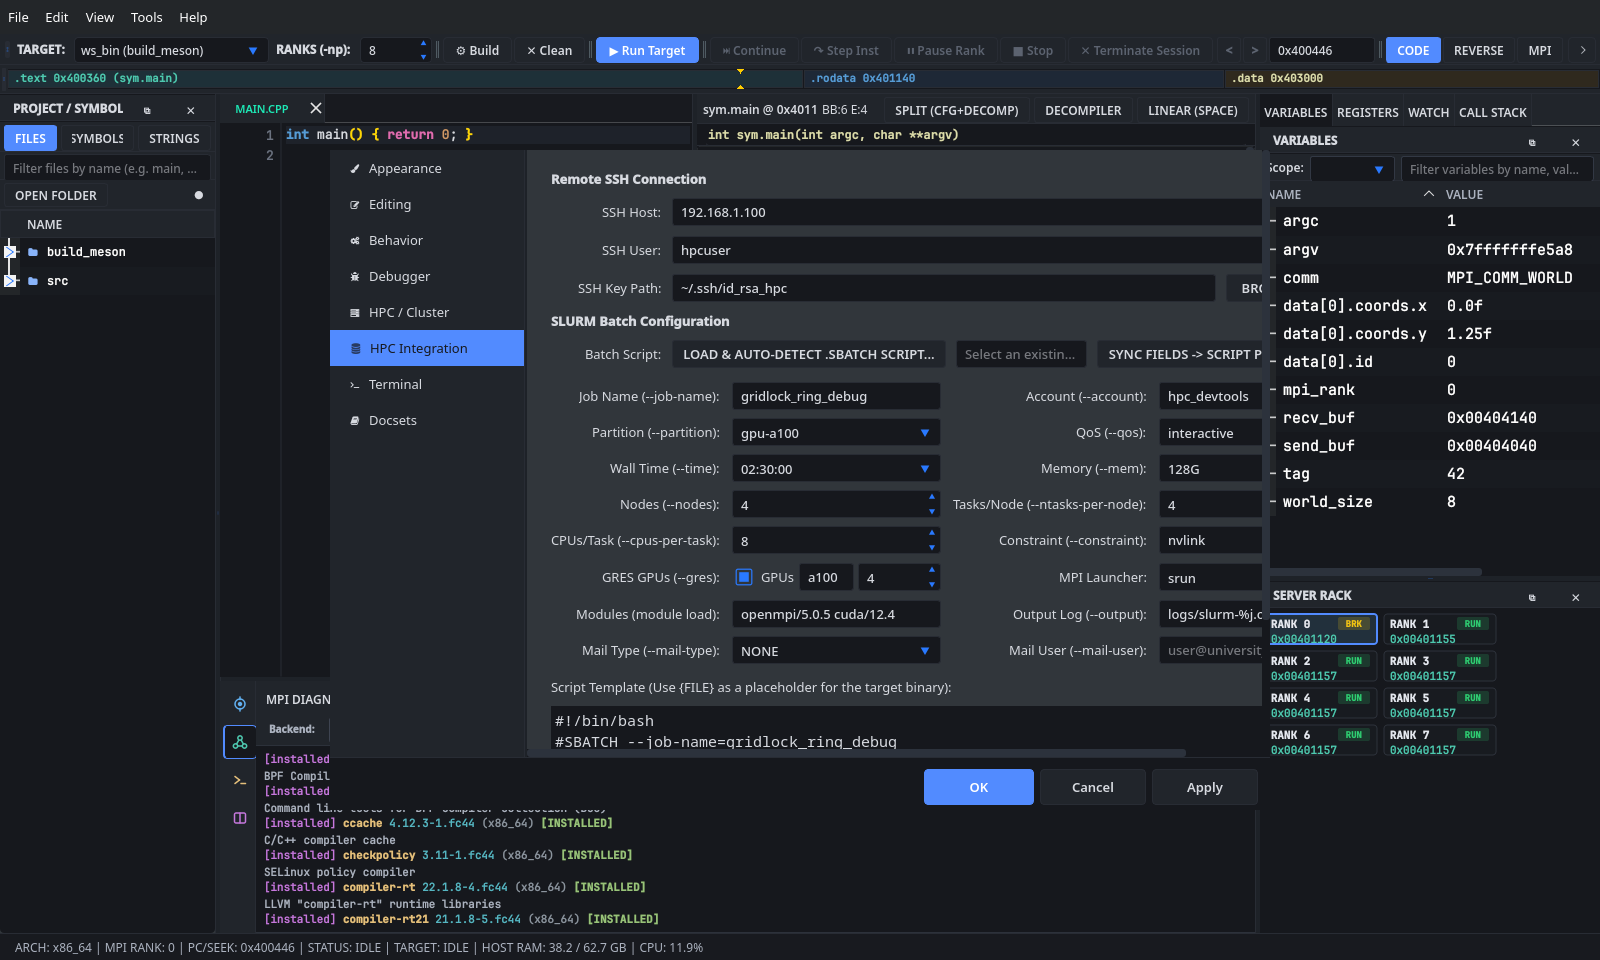 File Edit View Tools Help
TARGET: ws_bin (build_meson) RANKS (-np): 8 Build Clean Run Target Continue Step Inst Pause Rank Stop Terminate Session < > 0x400446 CODE REVERSE MPI
.text 0x400360 (sym.main) .rodata 0x401140 .data 0x403000
PROJECT / SYMBOL
FILES SYMBOLS STRINGS
Filter files by name (e.g. main, ...
OPEN FOLDER
NAME
build_meson
src
MAIN.CPP
1 int main() { return 0; }
2
sym.main @ 0x4011 BB:6 E:4 SPLIT (CFG+DECOMP) DECOMPILER LINEAR (SPACE)
int sym.main(int argc, char **argv)
Appearance
Editing
Behavior
Debugger
HPC / Cluster
HPC Integration
Terminal
Docsets
Remote SSH Connection
SSH Host: 192.168.1.100
SSH User: hpcuser
SSH Key Path: ~/.ssh/id_rsa_hpc
SLURM Batch Configuration
Batch Script: LOAD & AUTO-DETECT .SBATCH SCRIPT... Select an existin... SYNC FIELDS -> SCRIPT
Job Name (--job-name): gridlock_ring_debug Account (--account): hpc_devtools
Partition (--partition): gpu-a100 QoS (--qos): interactive
Wall Time (--time): 02:30:00 Memory (--mem): 128G
Nodes (--nodes): 4 Tasks/Node (--ntasks-per-node): 4
CPUs/Task (--cpus-per-task): 8 Constraint (--constraint): nvlink
GRES GPUs (--gres): GPUs a100 4 MPI Launcher: srun
Modules (module load): openmpi/5.0.5 cuda/12.4 Output Log (--output): logs/slurm-%j.
Mail Type (--mail-type): NONE Mail User (--mail-user): user@universit
Script Template (Use {FILE} as a placeholder for the target binary):
#!/bin/bash
#SBATCH --job-name=gridlock_ring_debug
OK Cancel Apply
VARIABLES REGISTERS WATCH CALL STACK
VARIABLES
Scope: Filter variables by name, val...
NAME VALUE
argc 1
argv 0x7fffffffe5a8
comm MPI_COMM_WORLD
data[0].coords.x 0.0f
data[0].coords.y 1.25f
data[0].id 0
mpi_rank 0
recv_buf 0x00404140
send_buf 0x00404040
tag 42
world_size 8
SERVER RACK
RANK 0 BRK RANK 1 RUN
0x00401120 0x00401155
RANK 2 RUN RANK 3 RUN
0x00401157 0x00401157
RANK 4 RUN RANK 5 RUN
0x00401157 0x00401157
RANK 6 RUN RANK 7 RUN
0x00401157 0x00401157
MPI DIAGN
Backend:
[installed
BPF Compil
[installed
Command
[installed] ccache 4.12.3-1.fc44 (x86_64) [INSTALLED]
C/C++ compiler cache
[installed] checkpolicy 3.11-1.fc44 (x86_64) [INSTALLED]
SELinux policy compiler
[installed] compiler-rt 22.1.8-4.fc44 (x86_64) [INSTALLED]
LLVM "compiler-rt" runtime libraries
[installed] compiler-rt21 21.1.8-5.fc44 (x86_64) [INSTALLED]
ARCH: x86_64 | MPI RANK: 0 | PC/SEEK: 0x400446 | STATUS: IDLE | TARGET: IDLE | HOST RAM: 38.2 / 62.7 GB | CPU: 11.9%